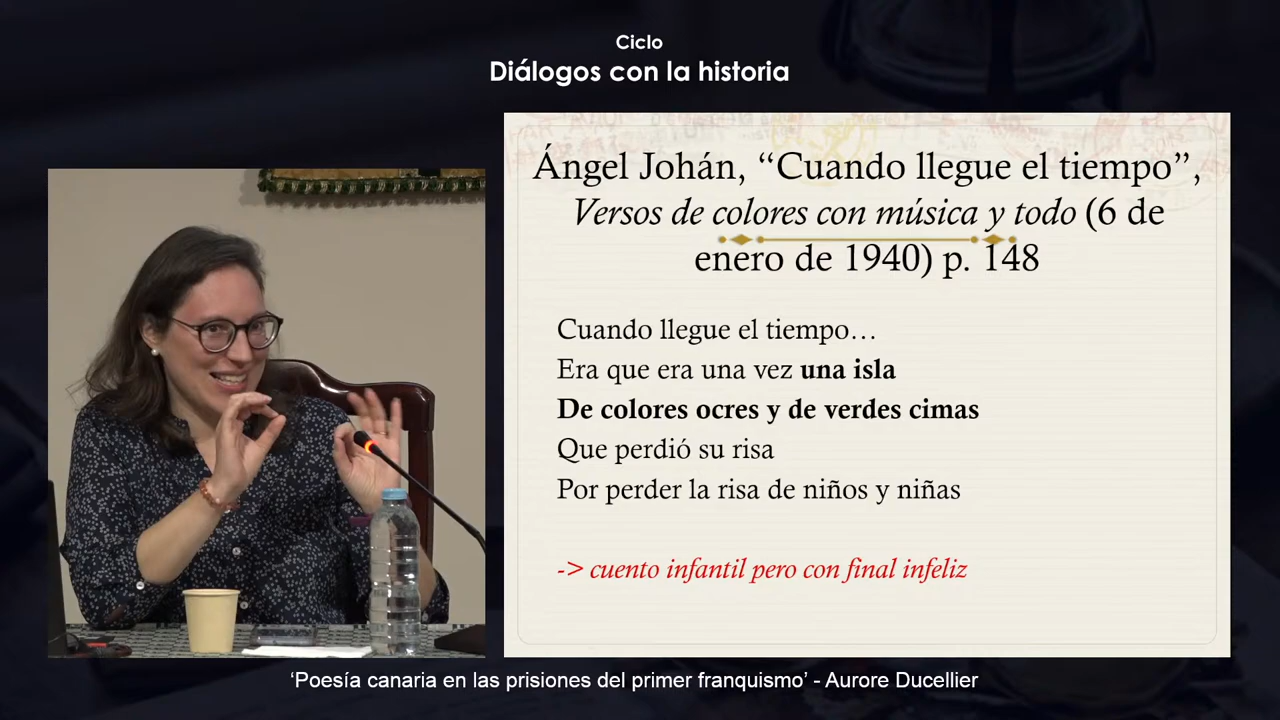 Ciclo
Diálogos con la historia
Ángel Johán, “Cuando llegue el tiempo”,
Versos de colores con música y todo (6 de
enero de 1940) p. 148
Cuando llegue el tiempo…
Era que era una vez una isla
De colores ocres y de verdes cimas
Que perdió su risa
Por perder la risa de niños y niñas
-> cuento infantil pero con final infeliz
‘Poesía canaria en las prisiones del primer franquismo’ - Aurore Ducellier